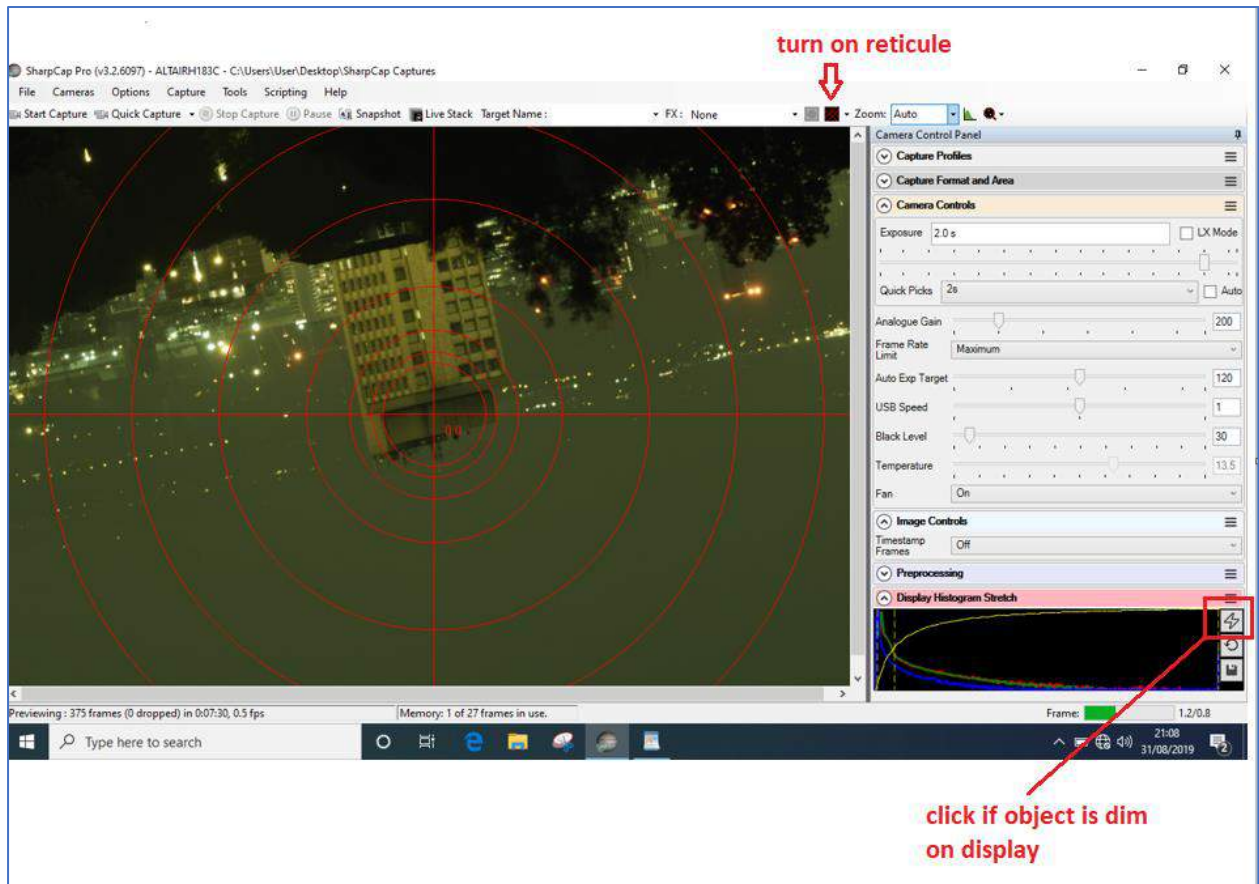 turn on reticule
SharpCap Pro (v3.2.6097) - ALTAIRH183C - C:\Users\User\Desktop\SharpCap Captures
File Cameras Options Capture Tools Scripting Help
Start Capture Quick Capture Stop Capture Pause Snapshot Live Stack Target Name : FX : None Zoom: Auto
Camera Control Panel
Capture Profiles
Capture Format and Area
Camera Controls
Exposure 2.0 s LX Mode
Quick Picks 2s Auto
Analogue Gain 200
Frame Rate
Limit Maximum
Auto Exp Target 120
USB Speed 1
Black Level 30
Temperature 13.5
Fan On
Image Controls
Timestamp
Frames Off
Preprocessing
Display Histogram Stretch
Previewing : 375 frames (0 dropped) in 0:07:30, 0.5 fps Memory: 1 of 27 frames in use. Frame: 1.2/0.8
Type here to search
21:08
31/08/2019
2
click if object is dim
on display